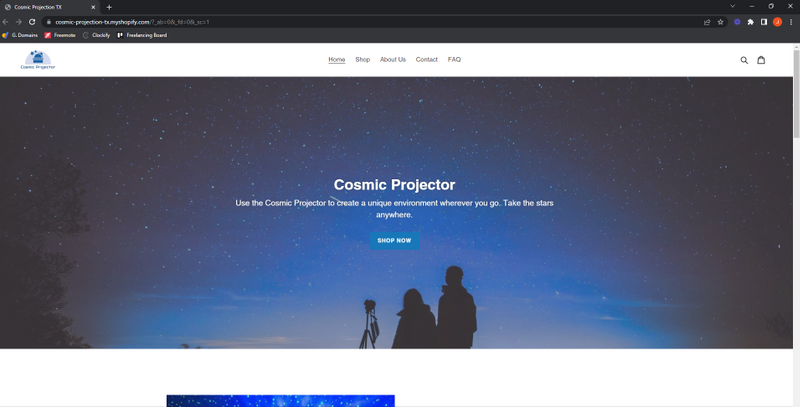 Cosmic Projection TX
cosmic-projection-tx.myshopify.com/?_ab=0&_fd=0&_sc=1
G. Domains
Freemote
Clockify
Freelancing Board
J
Cosmic Projector
Home
Shop
About Us
Contact
FAQ
Cosmic Projector
Use the Cosmic Projector to create a unique environment wherever you go. Take the stars
anywhere.
SHOP NOW